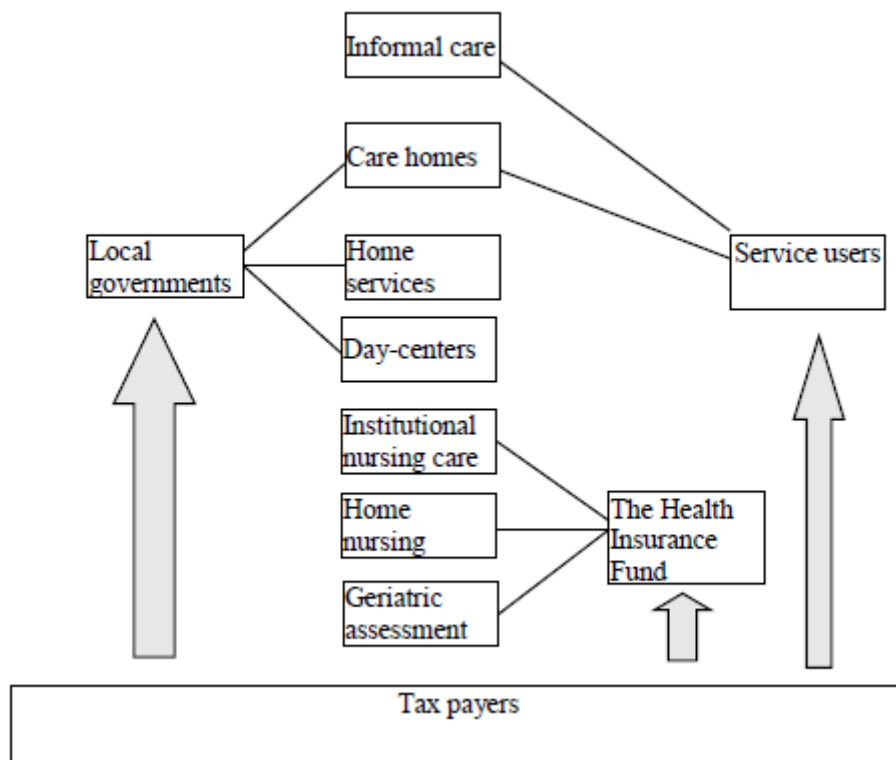 Informal care
Care homes
Local
governments
Home
services
Service users
Day-centers
Institutional
nursing care
Home
nursing
The Health
Insurance
Fund
Geriatric
assessment
Tax payers